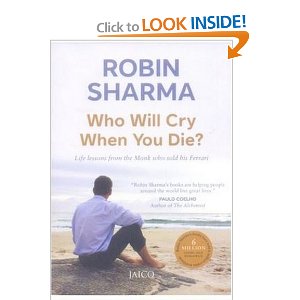 Click to LOOK INSIDE!
ROBIN
SHARMA
Who Will Cry
When You Die?
Life lessons from the Monk who sold his Ferrari
"Robin Sharma's books are helping people
around the world live great lives."
PAULO COELHO
Author of The Alchemist
6
MILLION
JAICO